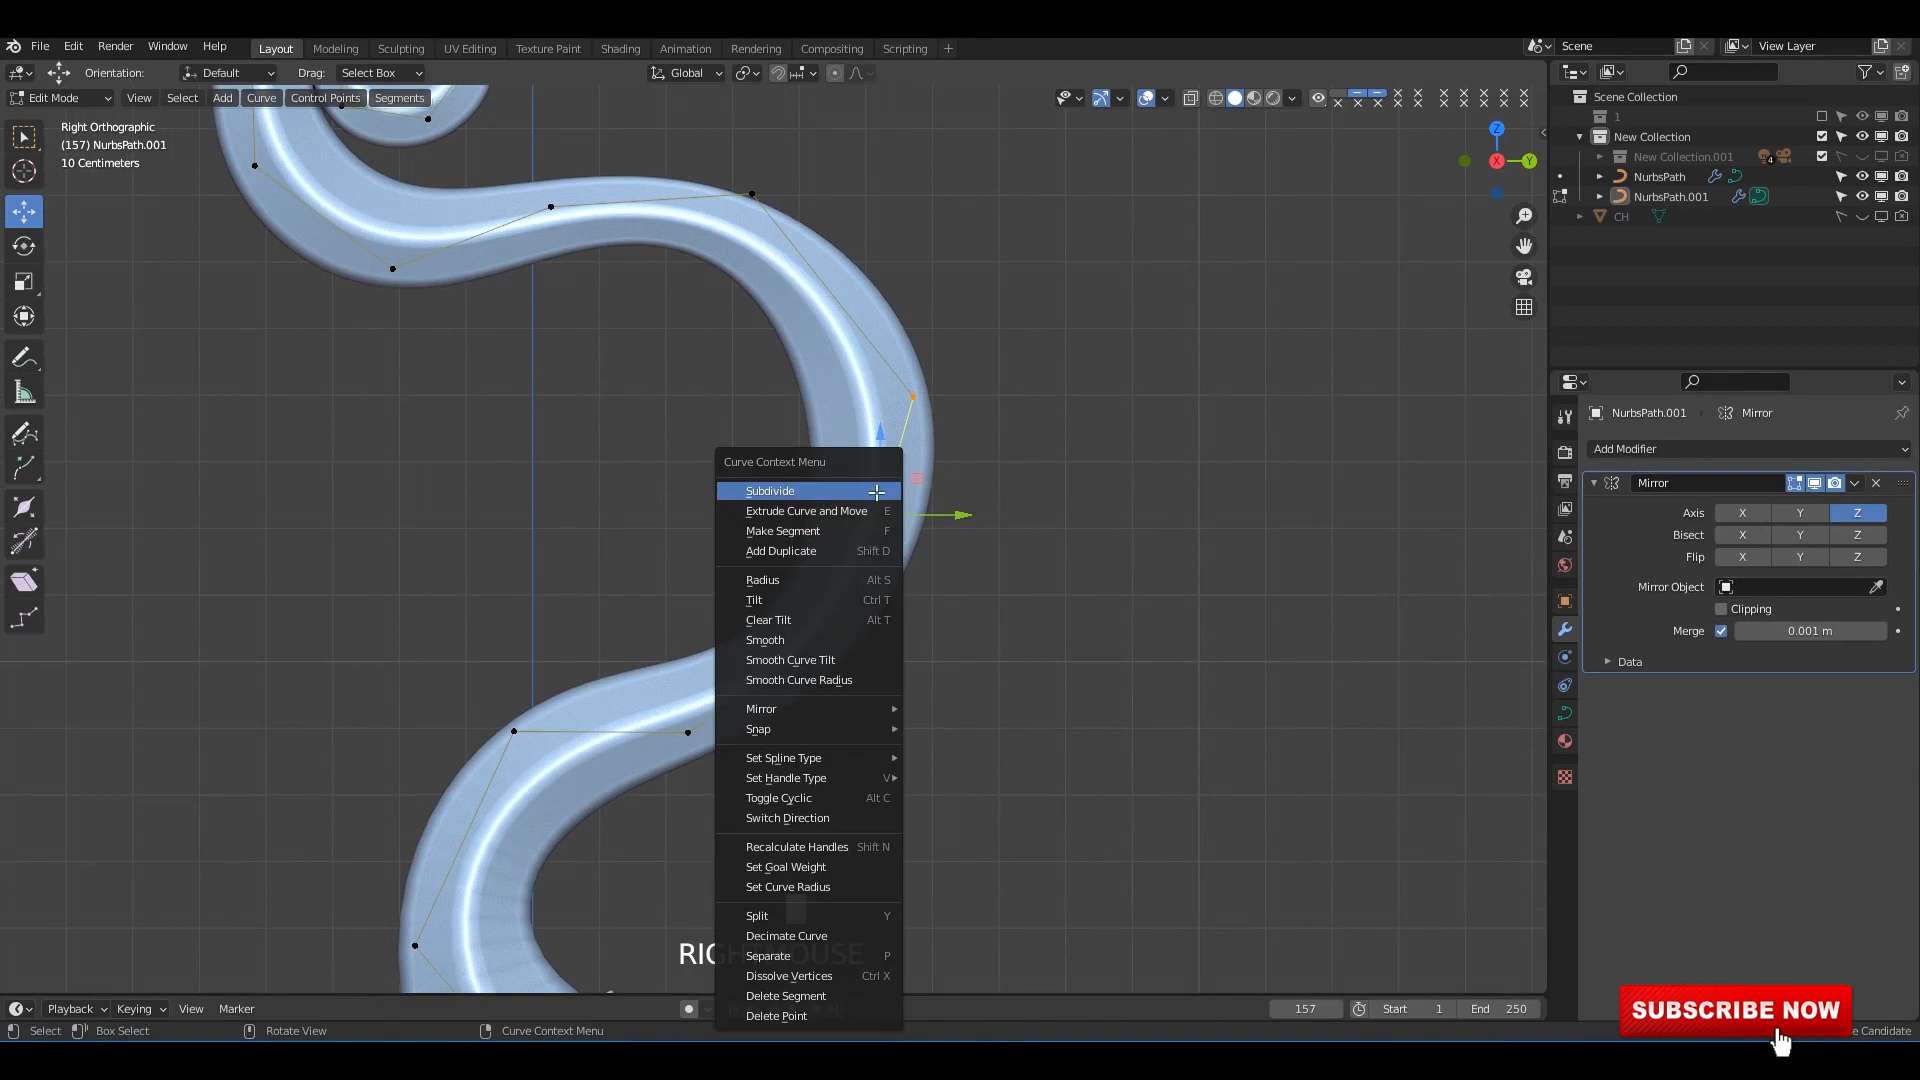 File Edit Render Window Help
Layout Modeling Sculpting UV Editing Texture Paint Shading Animation Rendering Compositing Scripting +
Scene
View Layer
Orientation: Default Drag: Select Box
Global
Edit Mode View Select Add Curve Control Points Segments
Right Orthographic
(157) NurbsPath.001
10 Centimeters
Z
X
Y
Scene Collection
1
New Collection
New Collection.001 4
NurbsPath
NurbsPath.001
CH
NurbsPath.001 Mirror
Add Modifier
Mirror
Axis X Y Z
Bisect X Y Z
Flip X Y Z
Mirror Object
Clipping
Merge 0.001 m
Data
Curve Context Menu
Subdivide
Extrude Curve and Move E
Make Segment F
Add Duplicate Shift D
Radius Alt S
Tilt Ctrl T
Clear Tilt Alt T
Smooth
Smooth Curve Tilt
Smooth Curve Radius
Mirror
Snap
Set Spline Type
Set Handle Type V
Toggle Cyclic Alt C
Switch Direction
Recalculate Handles Shift N
Set Goal Weight
Set Curve Radius
Split Y
Decimate Curve
Separate P
Dissolve Vertices Ctrl X
Delete Segment
Delete Point
Playback Keying View Marker
157 Start 1 End 250
Select Box Select Rotate View Curve Context Menu
SUBSCRIBE NOW
Candidate